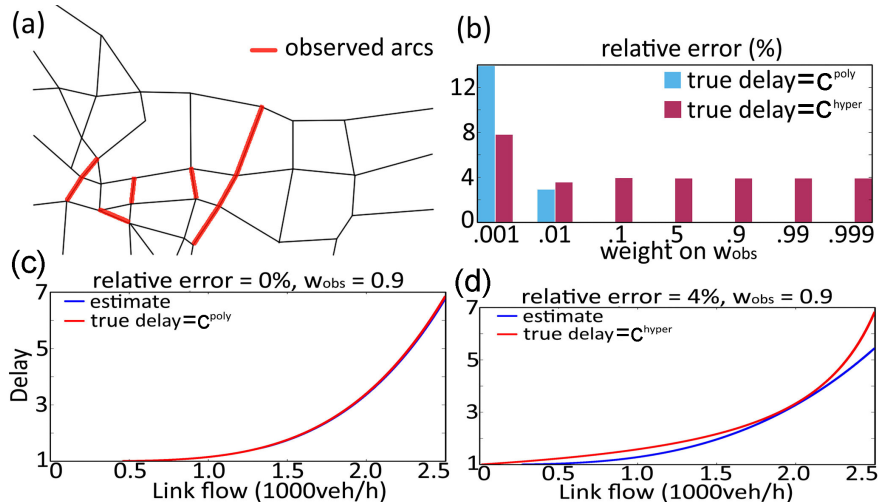 (a)
observed arcs
(b)
relative error (%)
true delay=C^poly
true delay=C^hyper
12
8
4
0
.001 .01 .1 .5 .9 .99 .999
weight on w_obs
(c)
relative error = 0%, w_obs = 0.9
estimate
true delay=C^poly
Delay
7
5
3
1
0 0.5 1.0 1.5 2.0 2.5
Link flow (1000veh/h)
(d)
relative error = 4%, w_obs = 0.9
estimate
true delay=C^hyper
7
5
3
1
0 0.5 1.0 1.5 2.0 2.5
Link flow (1000veh/h)